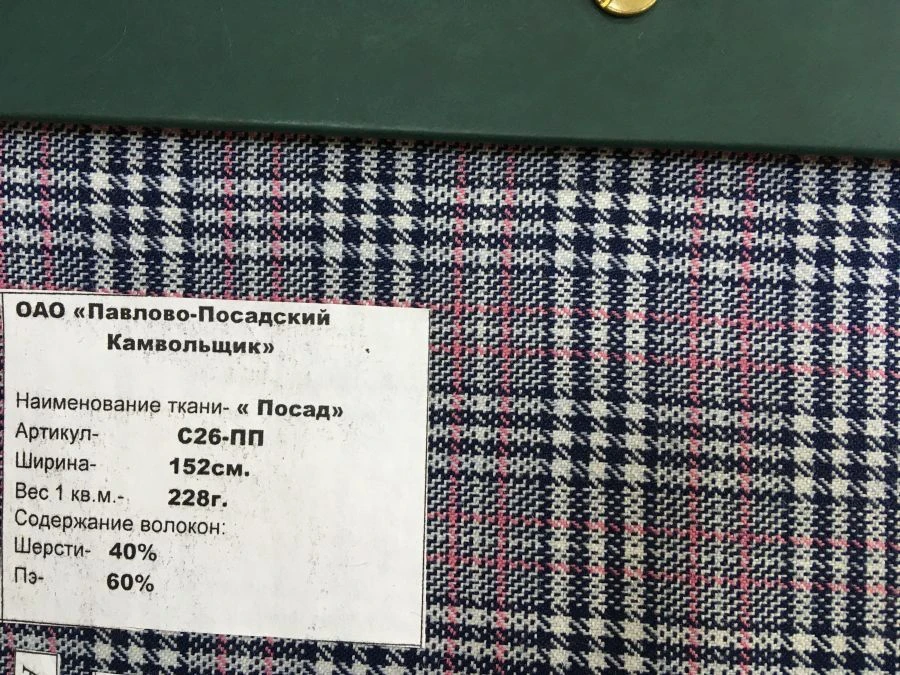 ОАО «Павлово-Посадский
Камвольщик»
Наименование ткани- « Посад»
Артикул- С26-ПП
Ширина- 152см.
Вес 1 кв.м.- 228г.
Содержание волокон:
Шерсти- 40%
Пэ- 60%